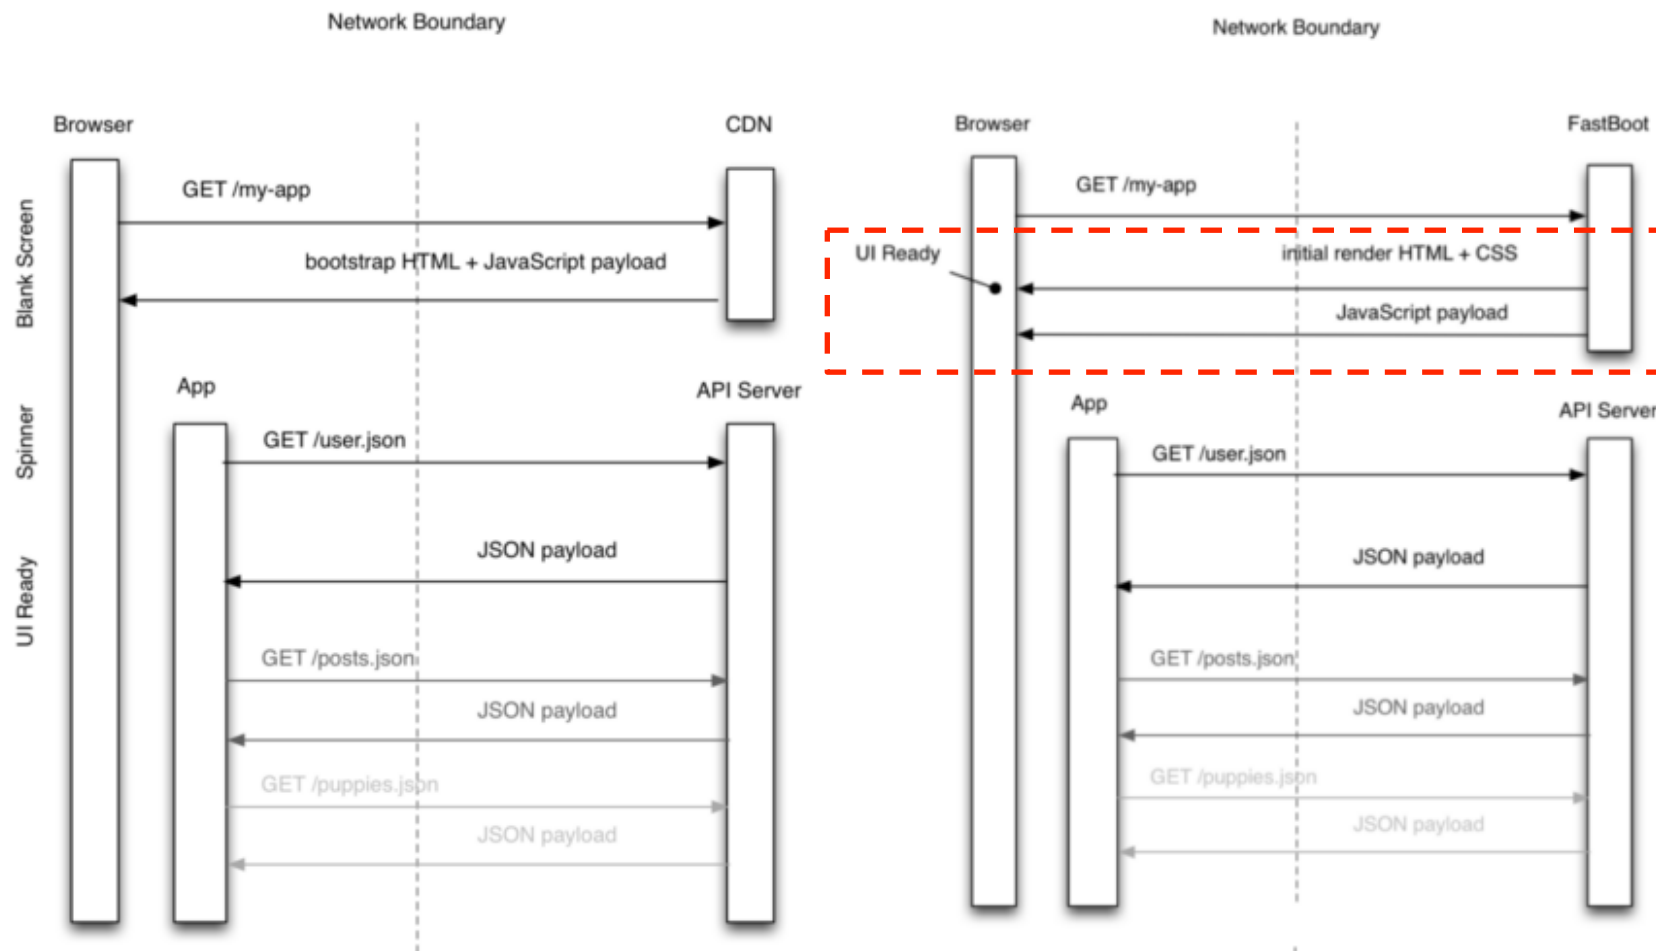 Network Boundary
Browser
CDN
Blank Screen
GET /my-app
bootstrap HTML + JavaScript payload
App
API Server
Spinner
GET /user.json
JSON payload
UI Ready
GET /posts.json
JSON payload
GET /puppies.json
JSON payload
Network Boundary
Browser
FastBoot
GET /my-app
UI Ready
initial render HTML + CSS
JavaScript payload
App
API Server
GET /user.json
JSON payload
GET /posts.json
JSON payload
GET /puppies.json
JSON payload